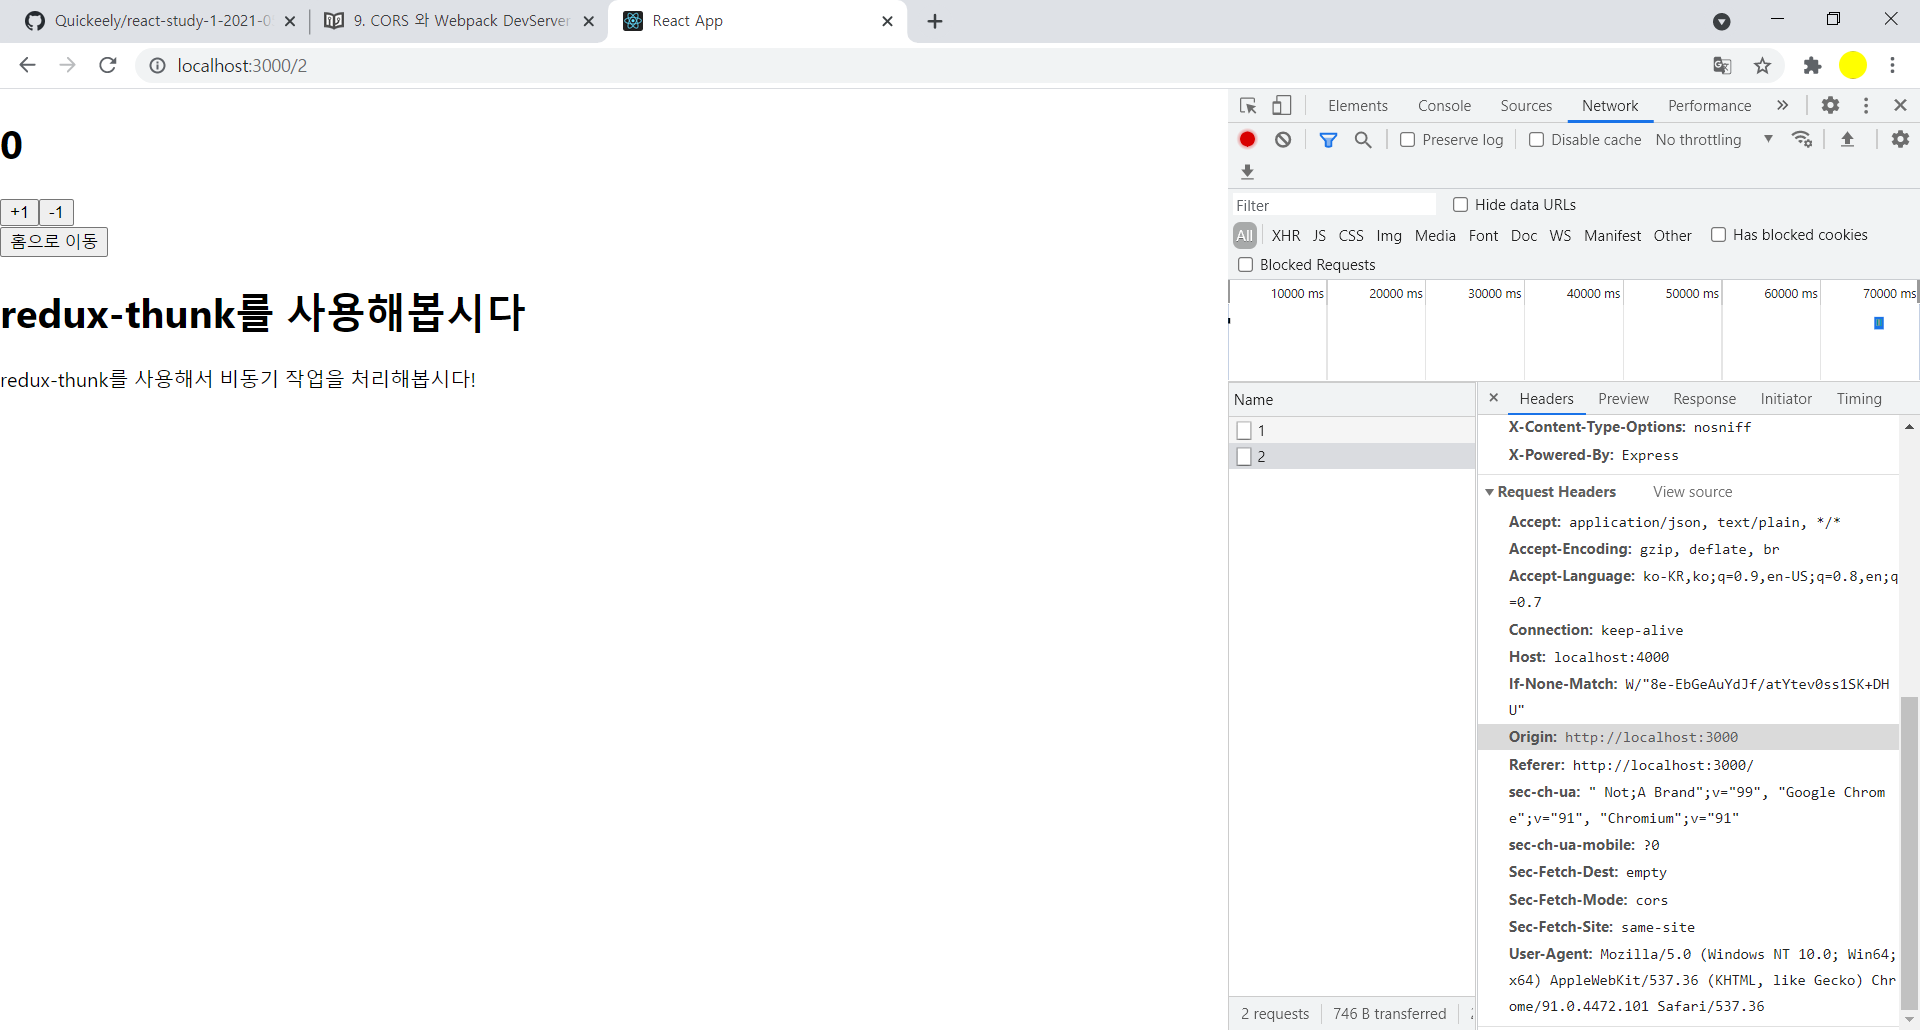 Quickeely/react-study-1-2021-0
9. CORS 와 Webpack DevServer
React App
localhost:3000/2
0
+1 -1
홈으로 이동
redux-thunk를 사용해봅시다
redux-thunk를 사용해서 비동기 작업을 처리해봅시다!
Elements Console Sources Network Performance
Preserve log Disable cache No throttling
Filter Hide data URLs
All XHR JS CSS Img Media Font Doc WS Manifest Other Has blocked cookies
Blocked Requests
10000 ms 20000 ms 30000 ms 40000 ms 50000 ms 60000 ms 70000 ms
Name
1
2
2 requests 746 B transferred
Headers Preview Response Initiator Timing
X-Content-Type-Options: nosniff
X-Powered-By: Express
Request Headers View source
Accept: application/json, text/plain, */*
Accept-Encoding: gzip, deflate, br
Accept-Language: ko-KR,ko;q=0.9,en-US;q=0.8,en;q
=0.7
Connection: keep-alive
Host: localhost:4000
If-None-Match: W/"8e-EbGeAuYdJf/atYtev0ss1SK+DH
U"
Origin: http://localhost:3000
Referer: http://localhost:3000/
sec-ch-ua: " Not;A Brand";v="99", "Google Chrom
e";v="91", "Chromium";v="91"
sec-ch-ua-mobile: ?0
Sec-Fetch-Dest: empty
Sec-Fetch-Mode: cors
Sec-Fetch-Site: same-site
User-Agent: Mozilla/5.0 (Windows NT 10.0; Win64;
x64) AppleWebKit/537.36 (KHTML, like Gecko) Chr
ome/91.0.4472.101 Safari/537.36